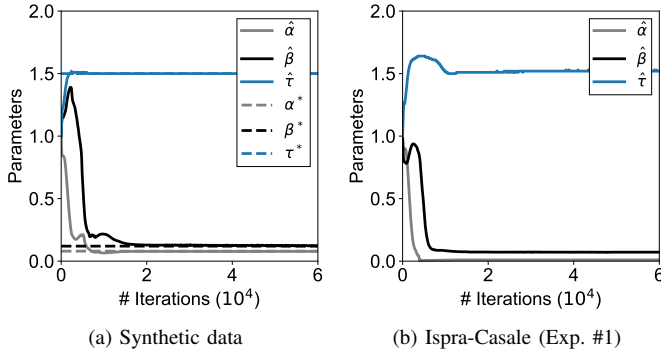 2.0
1.5
1.0
0.5
0.0
Parameters
α̂
β̂
τ̂
α*
β*
τ*
0 2 4 6
# Iterations (10⁴)
(a) Synthetic data
2.0
1.5
1.0
0.5
0.0
Parameters
α̂
β̂
τ̂
0 2 4 6
# Iterations (10⁴)
(b) Ispra-Casale (Exp. #1)